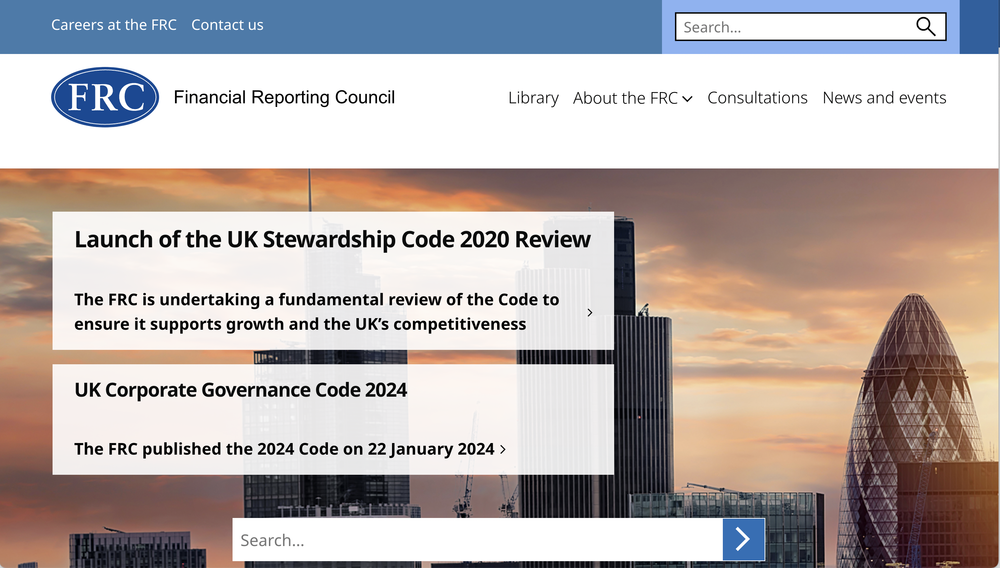 Careers at the FRC Contact us
Search...
FRC Financial Reporting Council
Library About the FRC Consultations News and events
Launch of the UK Stewardship Code 2020 Review
The FRC is undertaking a fundamental review of the Code to
ensure it supports growth and the UK’s competitiveness
UK Corporate Governance Code 2024
The FRC published the 2024 Code on 22 January 2024
Search...